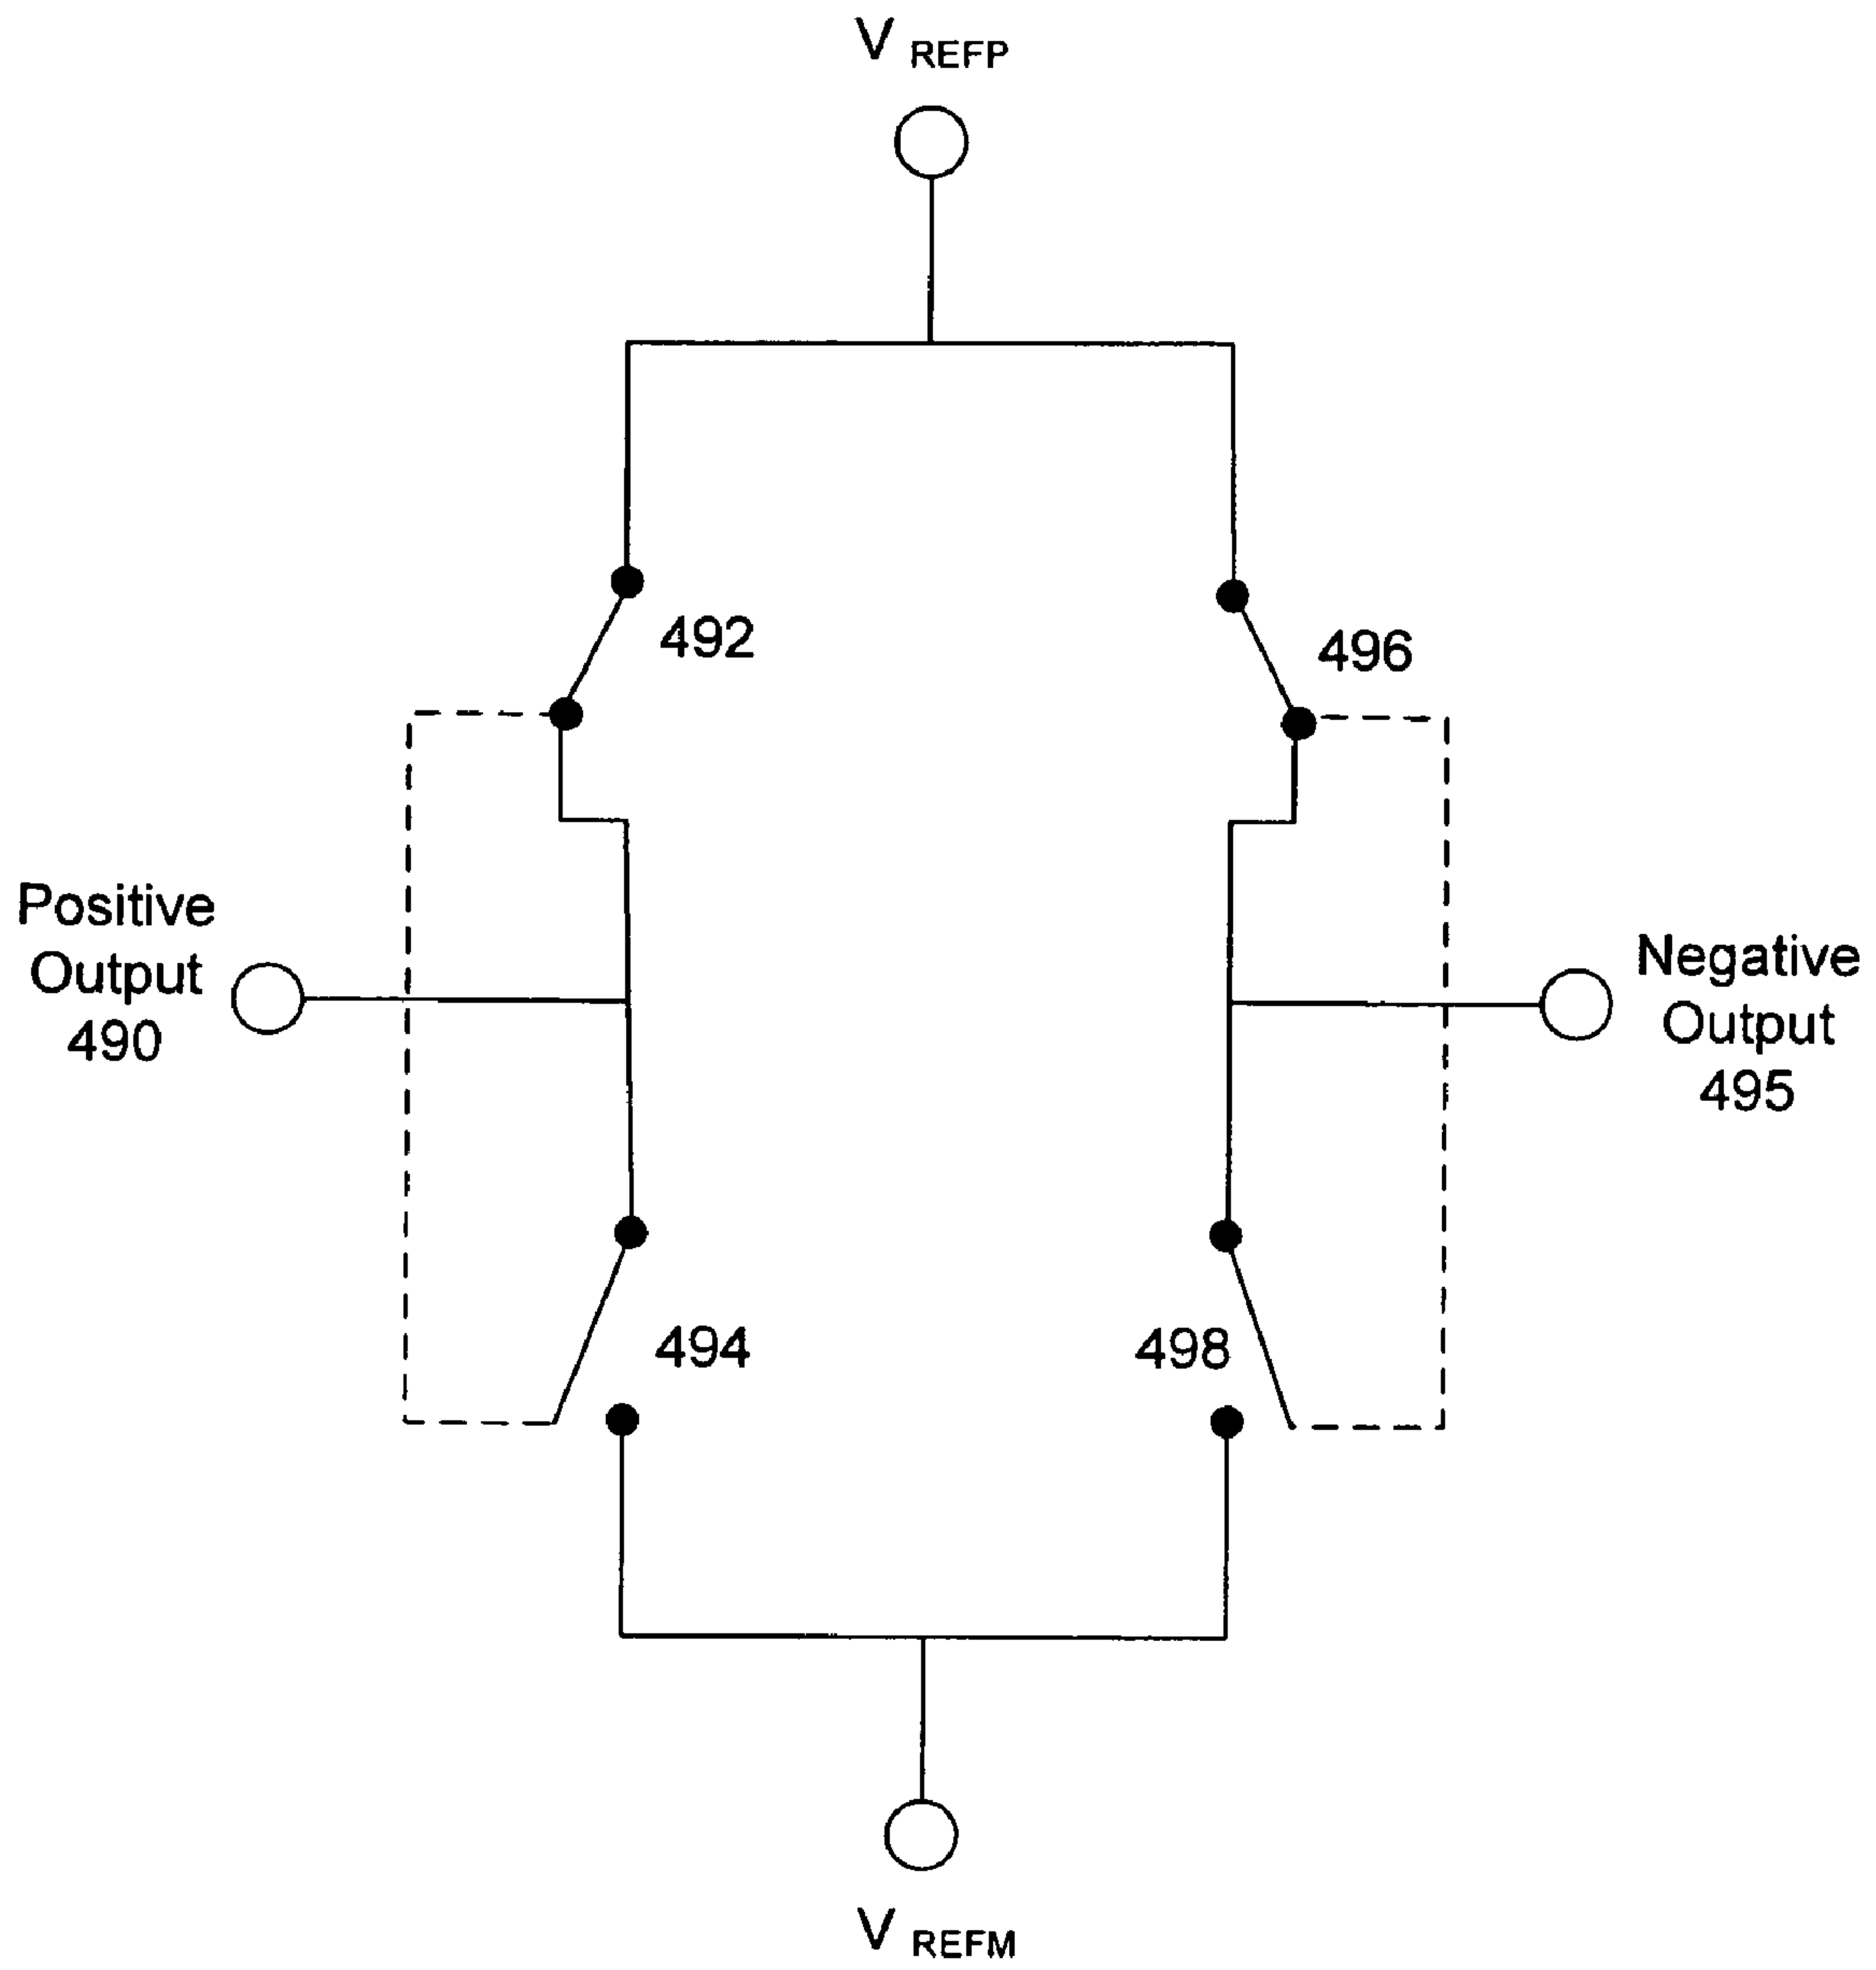 V REFP
492
496
Positive
Output
490
Negative
Output
495
494
498
V REFM